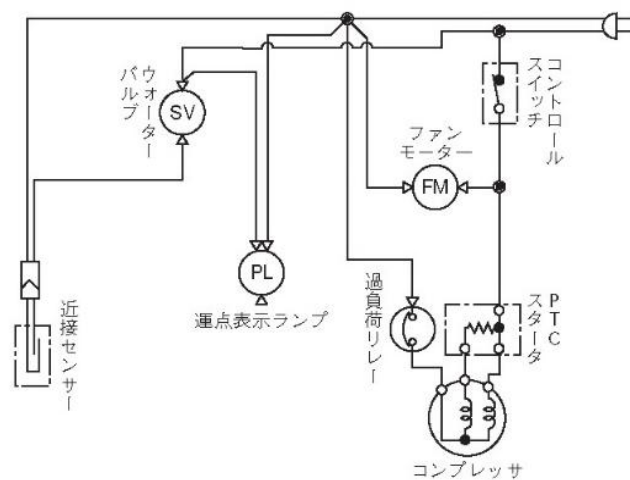 コントロール
スイッチ
ウォーター
バルブ
SV
ファン
モーター
FM
PL
運点表示ランプ
過負荷リレー
PTC
スタータ
近接センサー
コンプレッサ